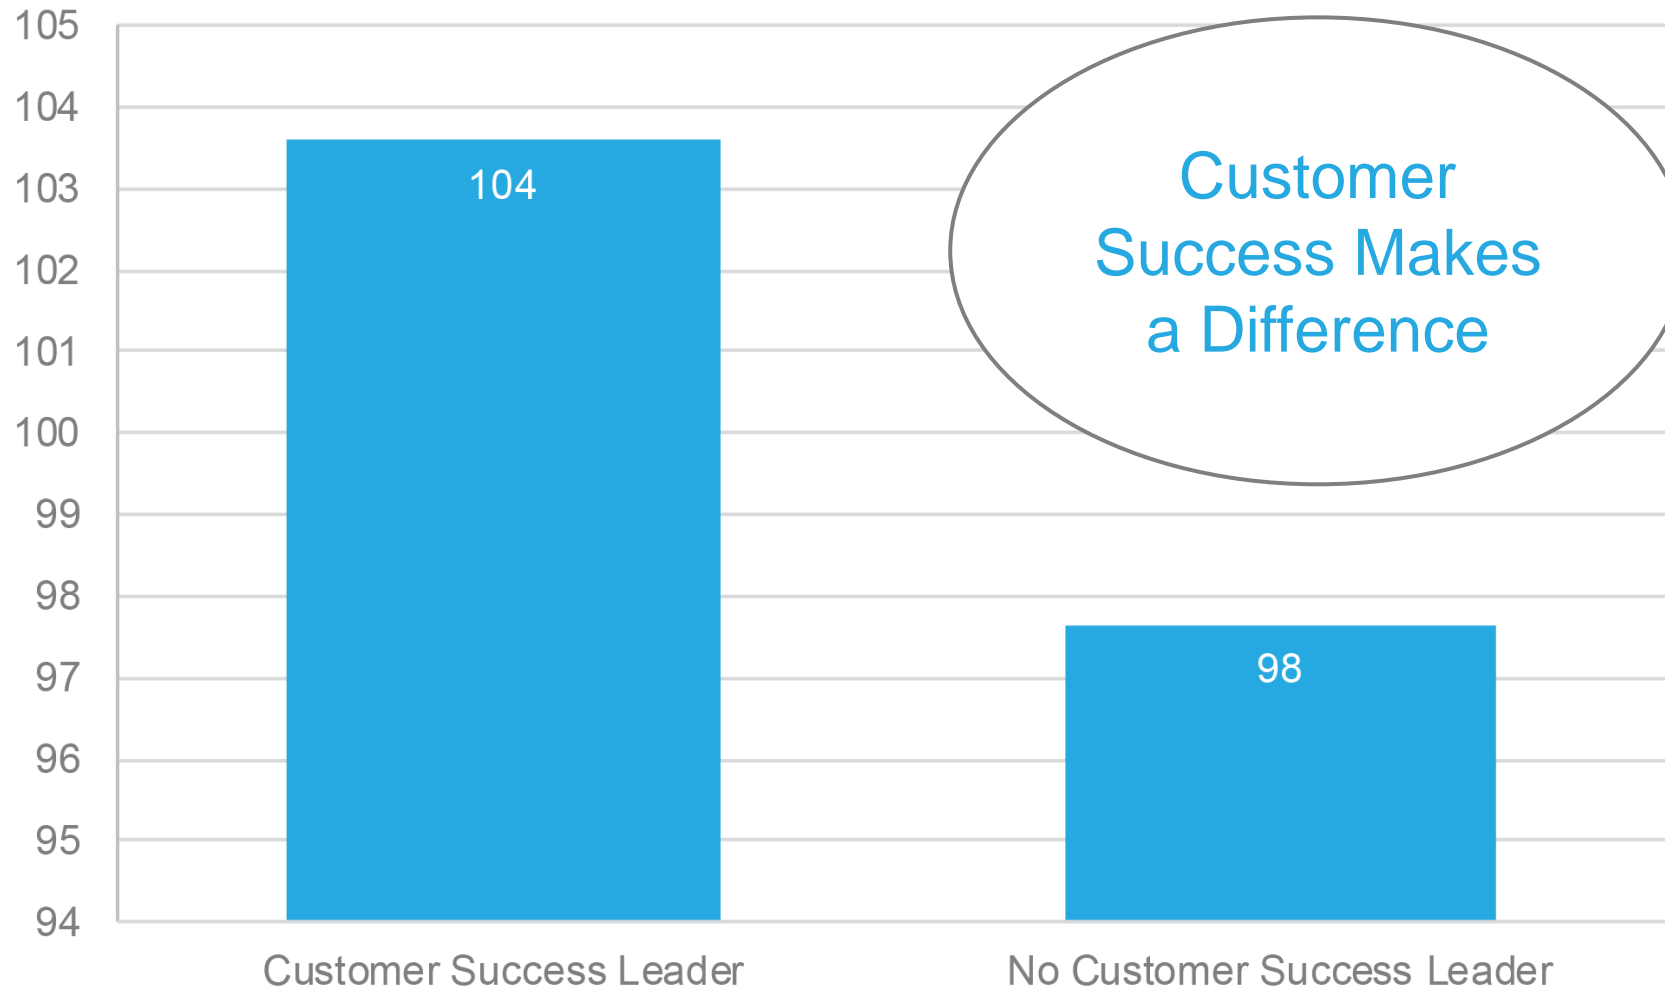 105
104
103
102
101
100
99
98
97
96
95
94
104
98
Customer
Success Makes
a Difference
Customer Success Leader
No Customer Success Leader